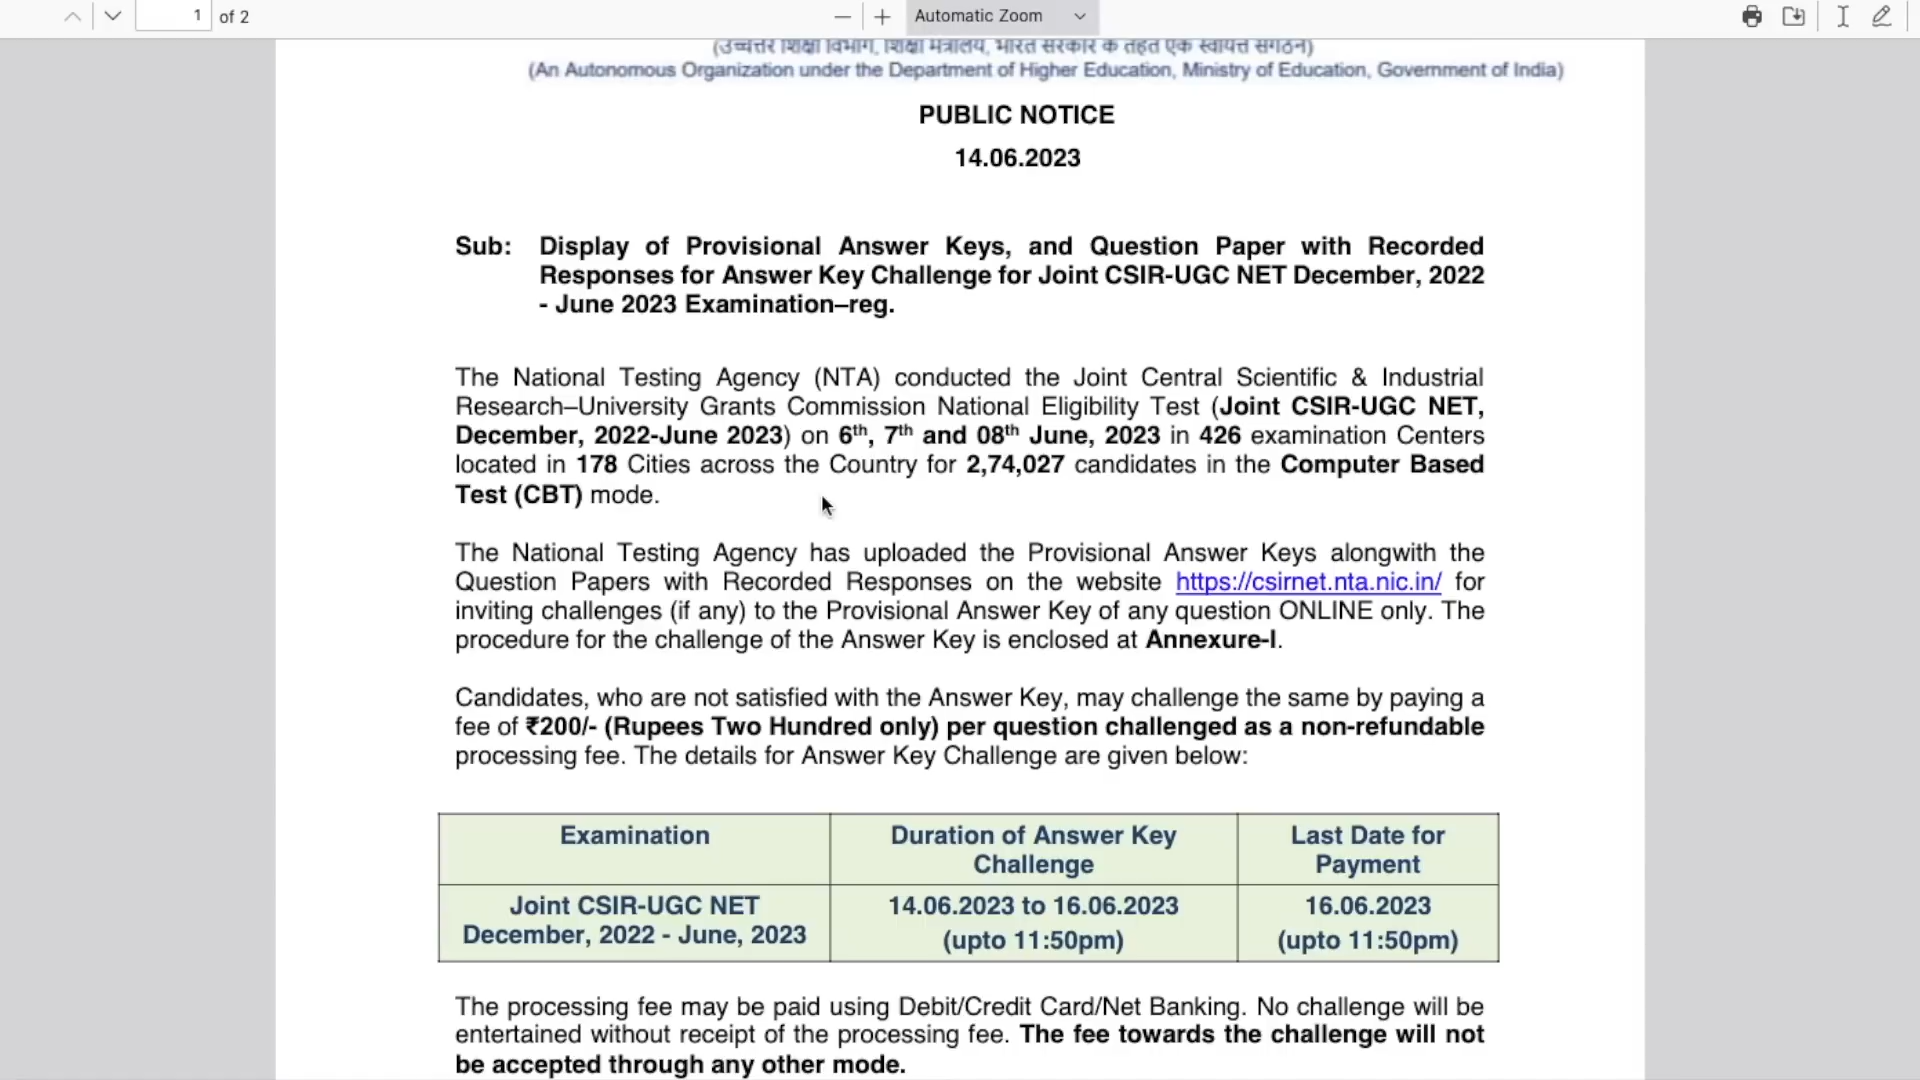 1 of 2
Automatic Zoom
(उच्चतर शिक्षा विभाग, शिक्षा मंत्रालय, भारत सरकार के तहत एक स्वायत्त संगठन)
(An Autonomous Organization under the Department of Higher Education, Ministry of Education, Government of India)
PUBLIC NOTICE
14.06.2023
Sub: Display of Provisional Answer Keys, and Question Paper with Recorded
Responses for Answer Key Challenge for Joint CSIR-UGC NET December, 2022
- June 2023 Examination–reg.
The National Testing Agency (NTA) conducted the Joint Central Scientific & Industrial
Research–University Grants Commission National Eligibility Test (Joint CSIR-UGC NET,
December, 2022-June 2023) on 6th, 7th and 08th June, 2023 in 426 examination Centers
located in 178 Cities across the Country for 2,74,027 candidates in the Computer Based
Test (CBT) mode.
The National Testing Agency has uploaded the Provisional Answer Keys alongwith the
Question Papers with Recorded Responses on the website https://csirnet.nta.nic.in/ for
inviting challenges (if any) to the Provisional Answer Key of any question ONLINE only. The
procedure for the challenge of the Answer Key is enclosed at Annexure-I.
Candidates, who are not satisfied with the Answer Key, may challenge the same by paying a
fee of ₹200/- (Rupees Two Hundred only) per question challenged as a non-refundable
processing fee. The details for Answer Key Challenge are given below:
Examination
Duration of Answer Key
Challenge
Last Date for
Payment
Joint CSIR-UGC NET
December, 2022 - June, 2023
14.06.2023 to 16.06.2023
(upto 11:50pm)
16.06.2023
(upto 11:50pm)
The processing fee may be paid using Debit/Credit Card/Net Banking. No challenge will be
entertained without receipt of the processing fee. The fee towards the challenge will not
be accepted through any other mode.